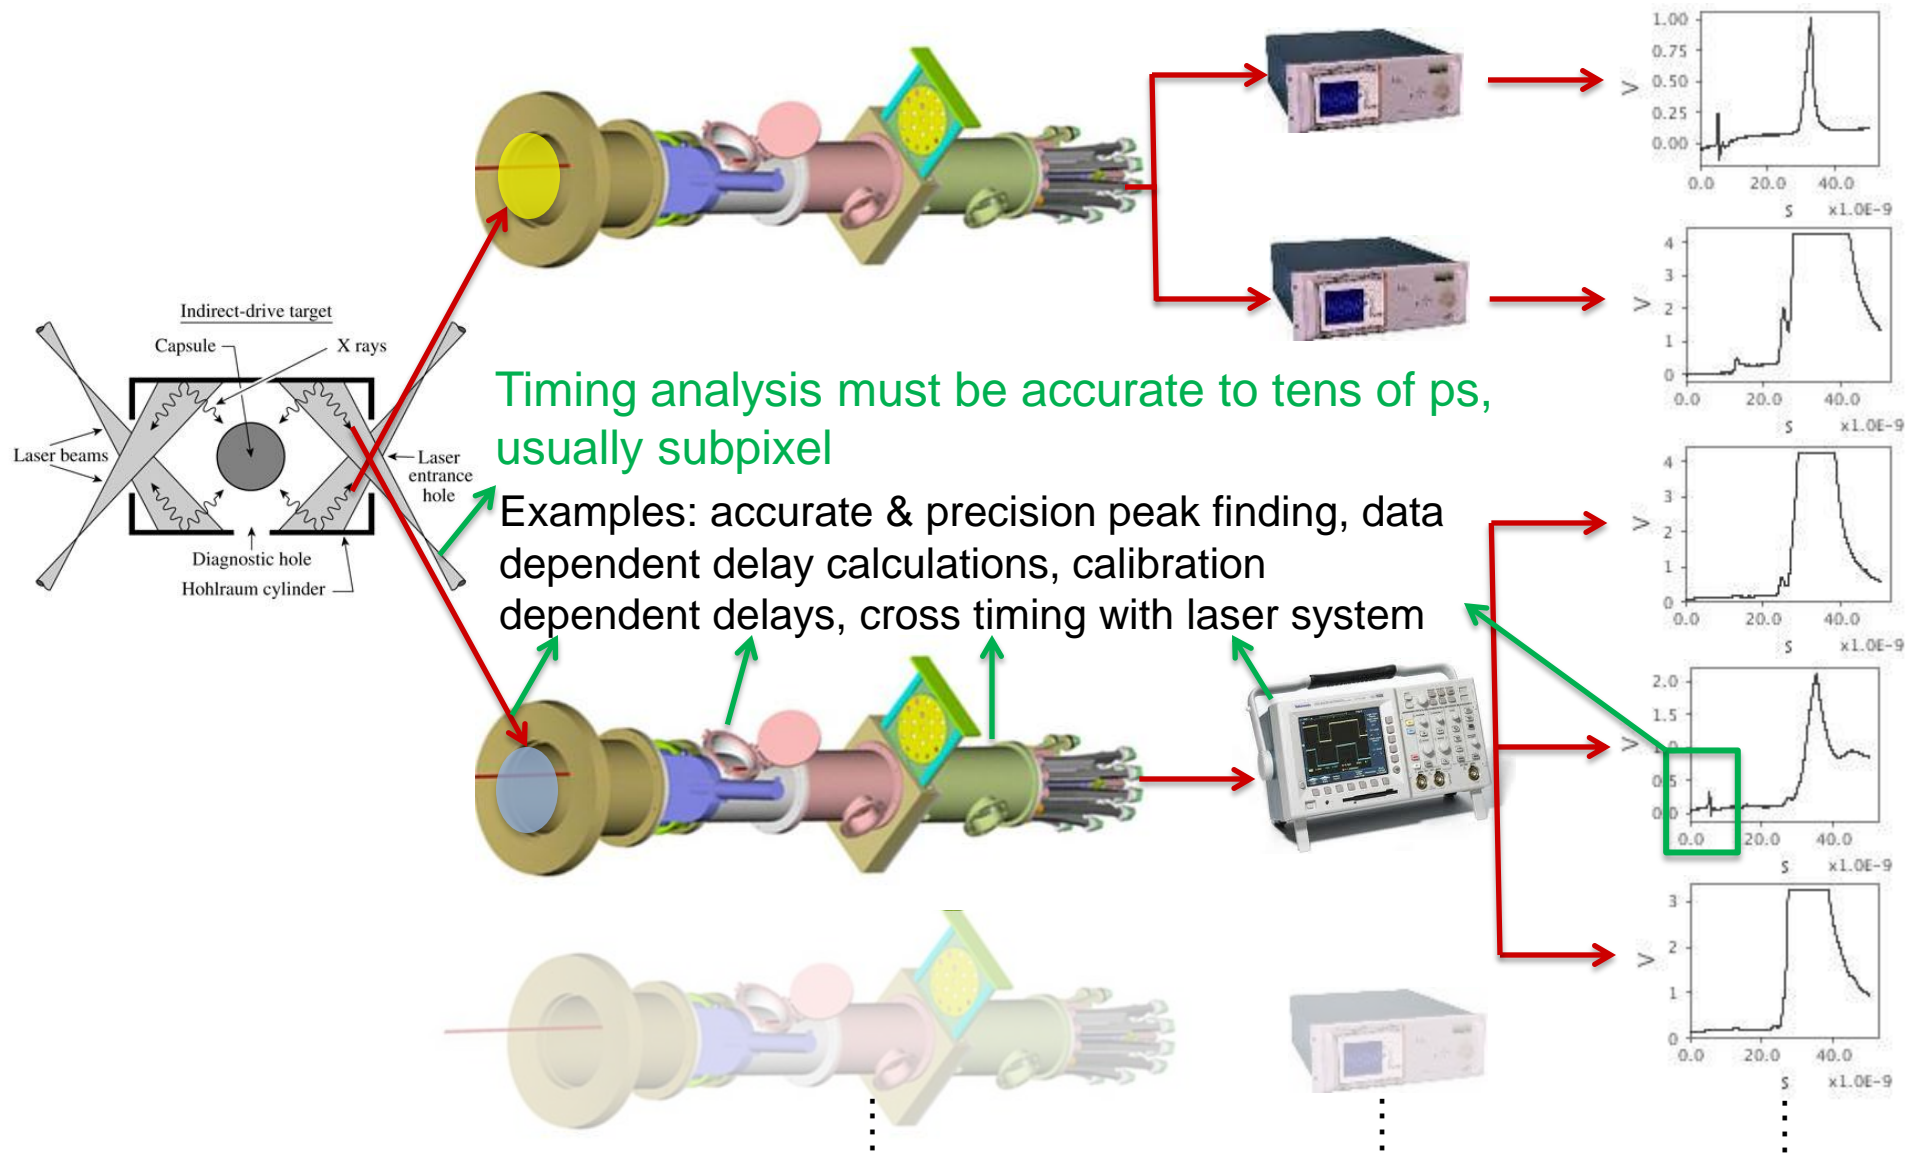 1.00
0.75
0.50
0.25
0.00
V
0.0 20.0 40.0
s x1.0E-9
4
3
2
1
0
V
0.0 20.0 40.0
s x1.0E-9
Indirect-drive target
Capsule
X rays
Laser beams
Laser
entrance
hole
Diagnostic hole
Hohlraum cylinder
Timing analysis must be accurate to tens of ps,
usually subpixel
Examples: accurate & precision peak finding, data
dependent delay calculations, calibration
dependent delays, cross timing with laser system
4
3
2
1
0
V
0.0 20.0 40.0
s x1.0E-9
2.0
1.5
1.0
0.5
0.0
V
0.0 20.0 40.0
s x1.0E-9
3
2
1
0
V
0.0 20.0 40.0
s x1.0E-9